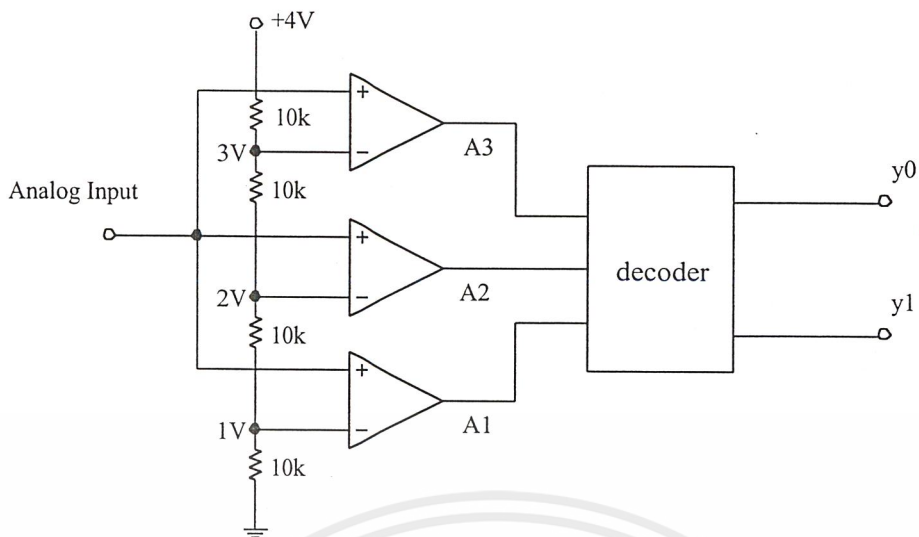 +4V
10k
+
−
3V
A3
10k
y0
Analog Input
+
−
A2
decoder
2V
10k
y1
+
−
1V
A1
10k